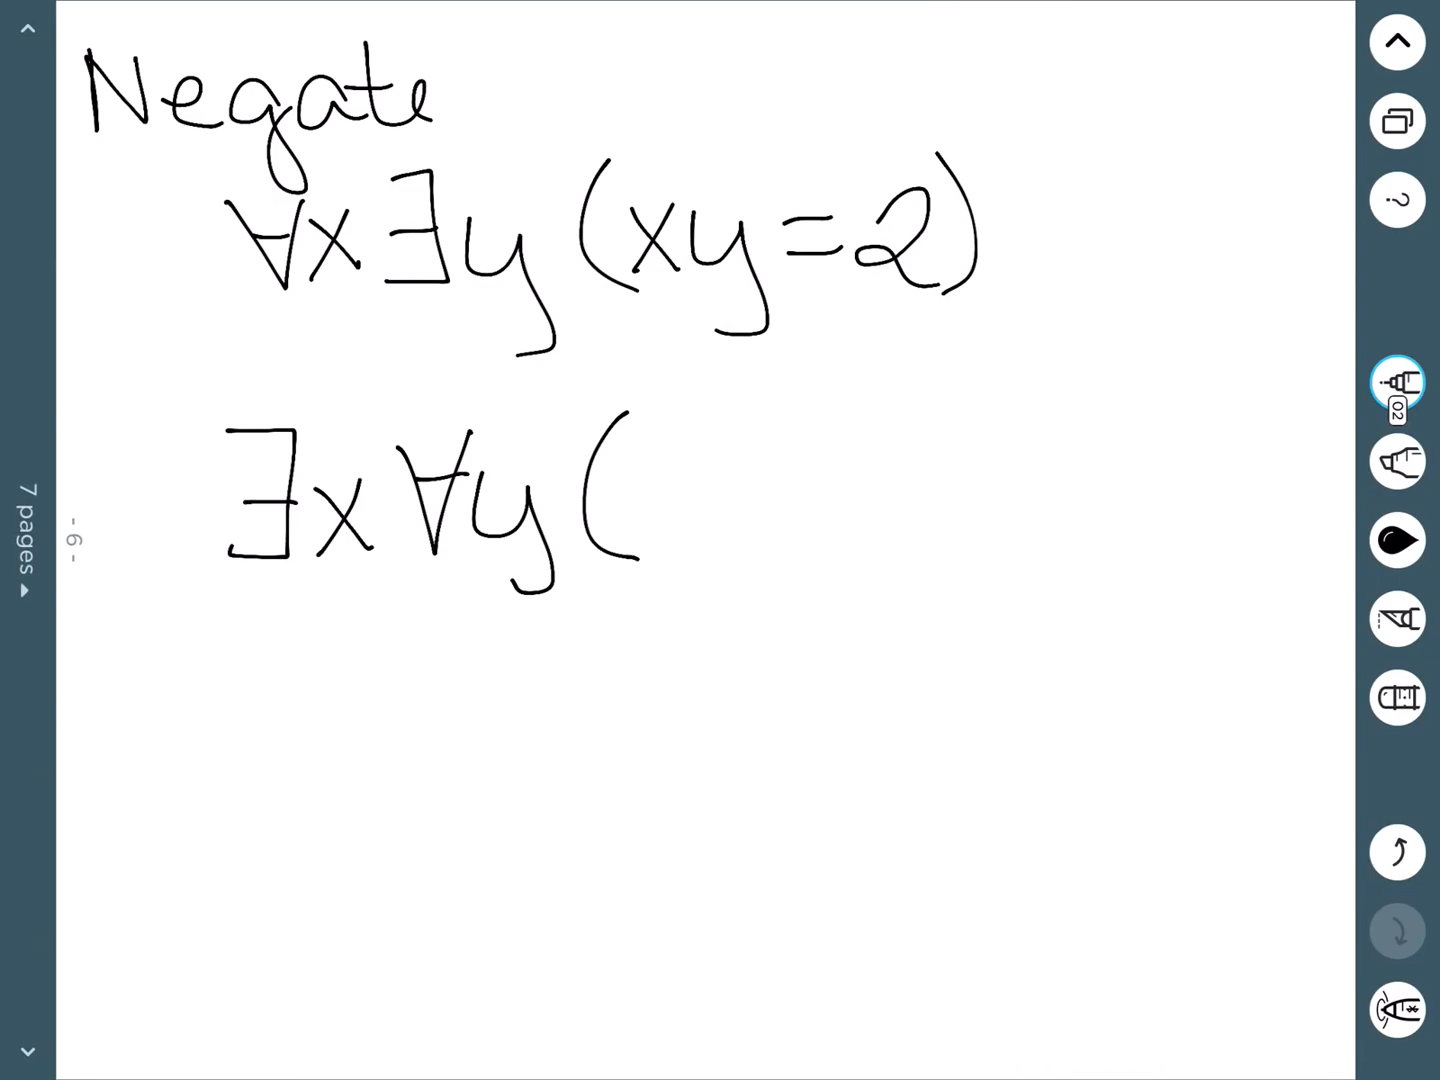 Negate
∀x ∃y (xy = 2)
∃x ∀y (
7 pages
- 6 -
?
02